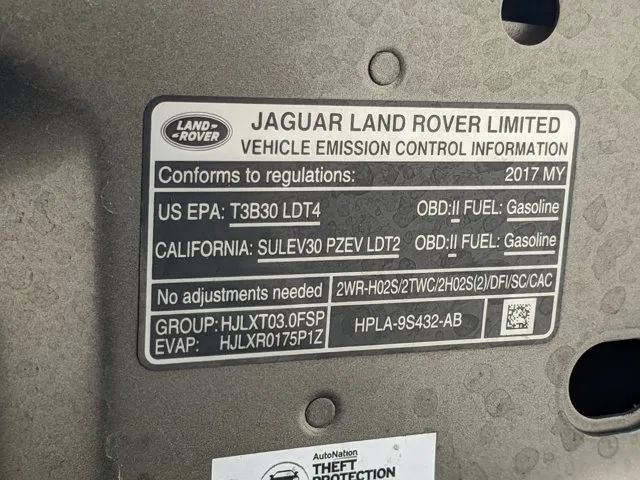 LAND-
ROVER
JAGUAR LAND ROVER LIMITED
VEHICLE EMISSION CONTROL INFORMATION
Conforms to regulations: 2017 MY
US EPA: T3B30 LDT4 OBD:II FUEL: Gasoline
CALIFORNIA: SULEV30 PZEV LDT2 OBD:II FUEL: Gasoline
No adjustments needed 2WR-H02S/2TWC/2H02S(2)/DFI/SC/CAC
GROUP: HJLXT03.0FSP
EVAP: HJLXR0175P1Z
HPLA-9S432-AB
AutoNation
THEFT
PROTECTION